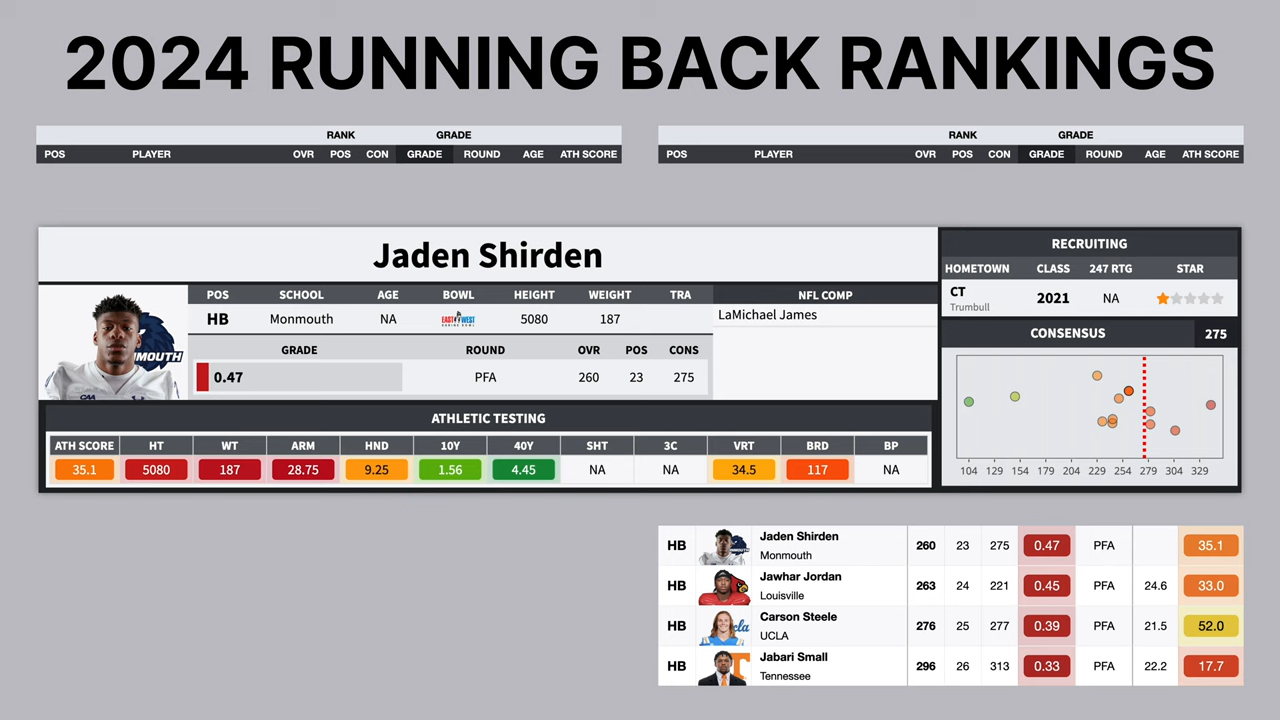 2024 RUNNING BACK RANKINGS
RANK GRADE
POS PLAYER OVR POS CON GRADE ROUND AGE ATH SCORE
RANK GRADE
POS PLAYER OVR POS CON GRADE ROUND AGE ATH SCORE
Jaden Shirden
POS SCHOOL AGE BOWL HEIGHT WEIGHT TRA NFL COMP
HB Monmouth NA EAST WEST SHRINE BOWL 5080 187 LaMichael James
GRADE ROUND OVR POS CONS
0.47 PFA 260 23 275
MOUTH
CAA
ATHLETIC TESTING
ATH SCORE HT WT ARM HND 10Y 40Y SHT 3C VRT BRD BP
35.1 5080 187 28.75 9.25 1.56 4.45 NA NA 34.5 117 NA
RECRUITING
HOMETOWN CLASS 247 RTG STAR
CT 2021 NA
Trumbull
CONSENSUS 275
104 129 154 179 204 229 254 279 304 329
HB Jaden Shirden 260 23 275 0.47 PFA 35.1
Monmouth
HB Jawhar Jordan 263 24 221 0.45 PFA 24.6 33.0
Louisville
HB Carson Steele 276 25 277 0.39 PFA 21.5 52.0
UCLA
HB Jabari Small 296 26 313 0.33 PFA 22.2 17.7
Tennessee